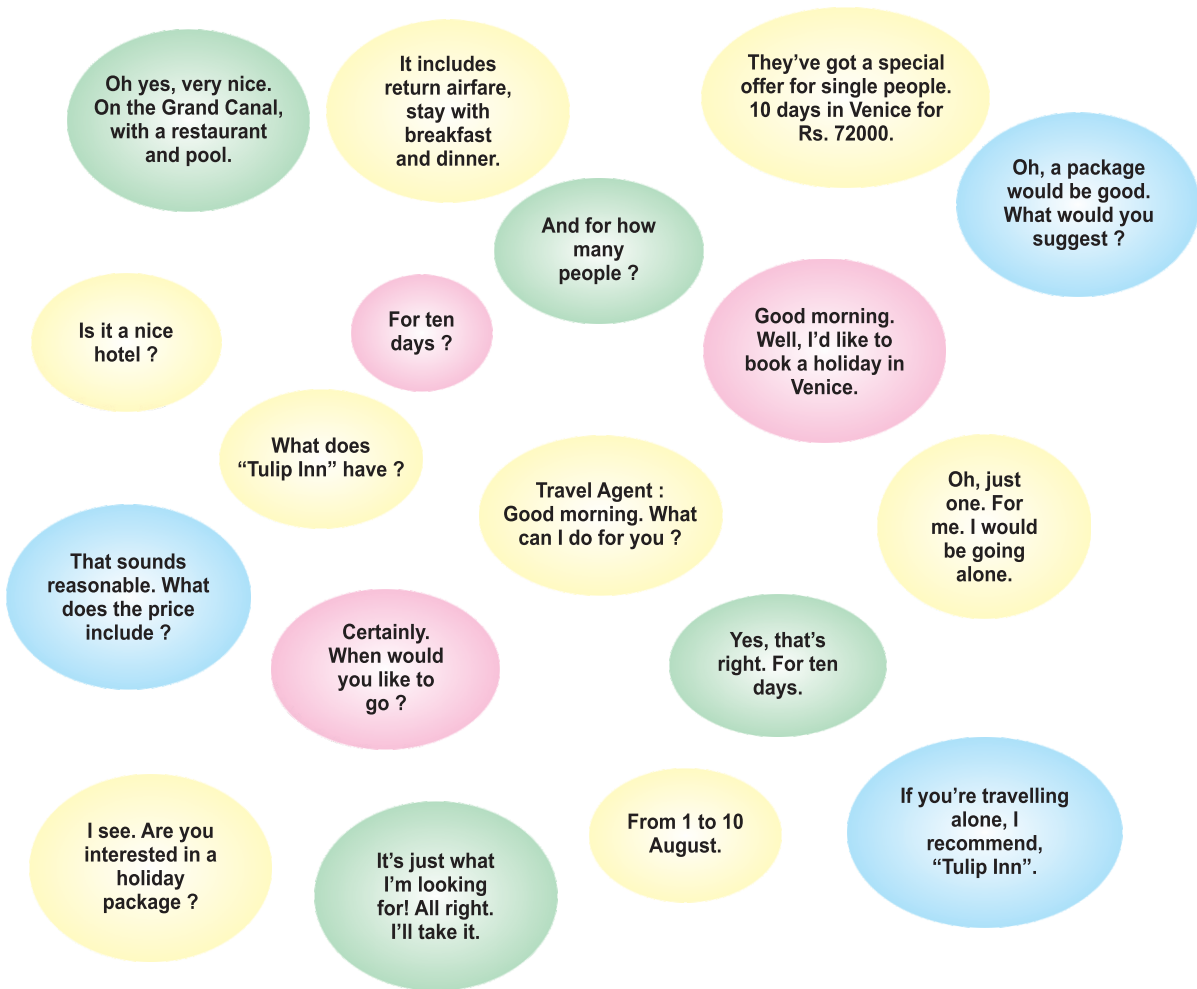 Oh yes, very nice.
On the Grand Canal,
with a restaurant
and pool.
It includes
return airfare,
stay with
breakfast
and dinner.
They’ve got a special
offer for single people.
10 days in Venice for
Rs. 72000.
Oh, a package
would be good.
What would you
suggest ?
And for how
many
people ?
Is it a nice
hotel ?
For ten
days ?
Good morning.
Well, I’d like to
book a holiday in
Venice.
What does
“Tulip Inn” have ?
Travel Agent :
Good morning. What
can I do for you ?
Oh, just
one. For
me. I would
be going
alone.
That sounds
reasonable. What
does the price
include ?
Certainly.
When would
you like to
go ?
Yes, that’s
right. For ten
days.
I see. Are you
interested in a
holiday
package ?
It’s just what
I’m looking
for! All right.
I’ll take it.
From 1 to 10
August.
If you’re travelling
alone, I
recommend,
“Tulip Inn”.